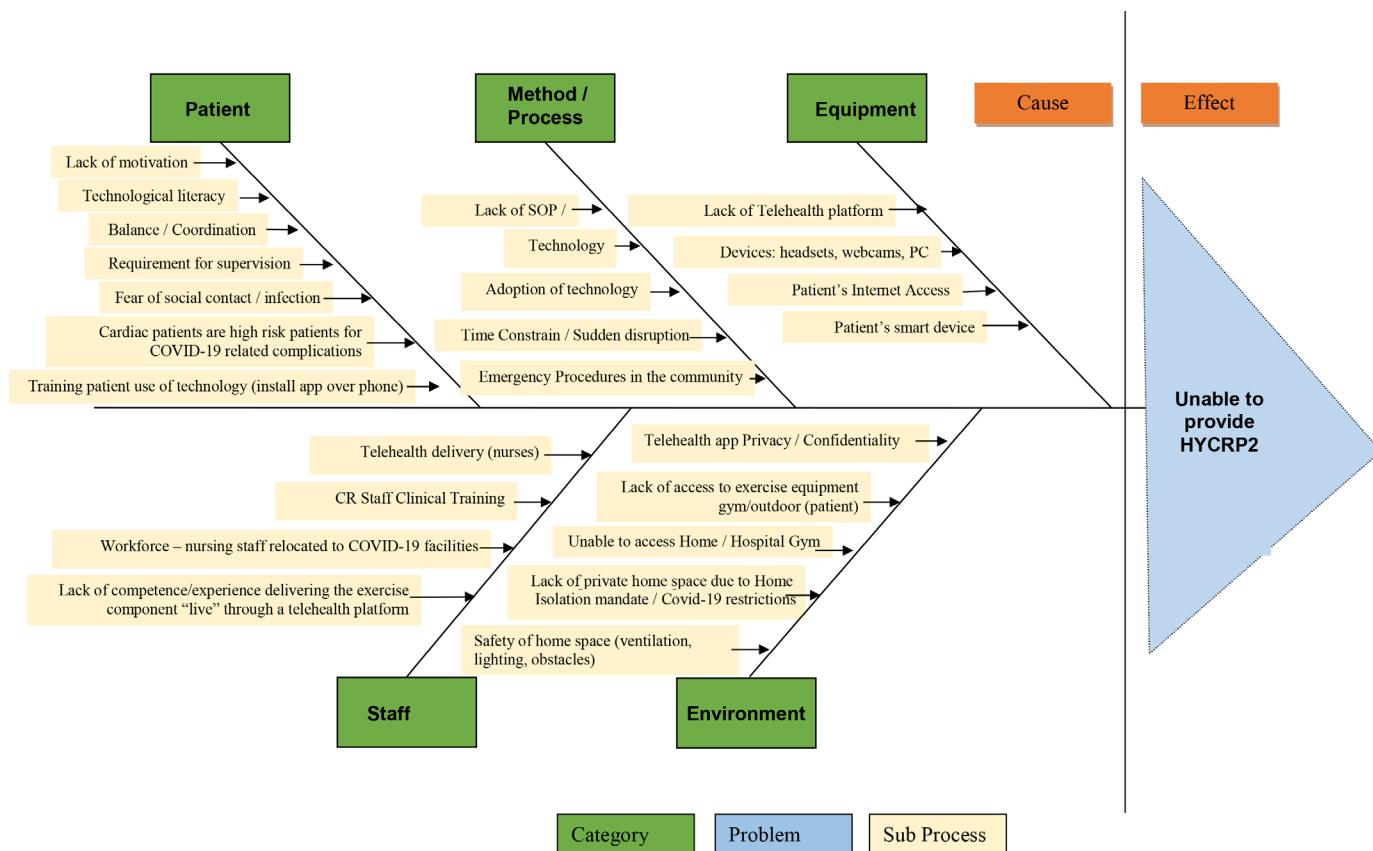 Patient
Method /
Process
Equipment
Cause
Effect
Lack of motivation
Technological literacy
Balance / Coordination
Requirement for supervision
Fear of social contact / infection
Cardiac patients are high risk patients for
COVID-19 related complications
Training patient use of technology (install app over phone)
Lack of SOP /
Technology
Adoption of technology
Time Constrain / Sudden disruption
Emergency Procedures in the community
Lack of Telehealth platform
Devices: headsets, webcams, PC
Patient’s Internet Access
Patient’s smart device
Unable to
provide
HYCRP2
Telehealth delivery (nurses)
CR Staff Clinical Training
Workforce – nursing staff relocated to COVID-19 facilities
Lack of competence/experience delivering the exercise
component “live” through a telehealth platform
Staff
Telehealth app Privacy / Confidentiality
Lack of access to exercise equipment
gym/outdoor (patient)
Unable to access Home / Hospital Gym
Lack of private home space due to Home
Isolation mandate / Covid-19 restrictions
Safety of home space (ventilation,
lighting, obstacles)
Environment
Category
Problem
Sub Process